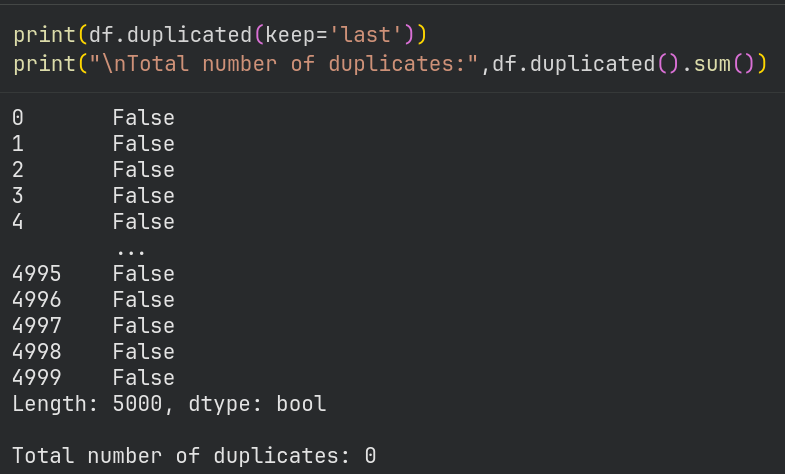 print(df.duplicated(keep='last'))
print("\nTotal number of duplicates:",df.duplicated().sum())
0       False
1       False
2       False
3       False
4       False
        ...
4995    False
4996    False
4997    False
4998    False
4999    False
Length: 5000, dtype: bool
Total number of duplicates: 0